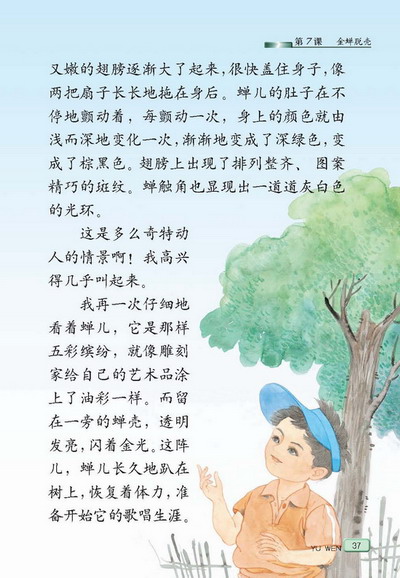 第7课 金蝉脱壳
又嫩的翅膀逐渐大了起来，很快盖住身子，像
两把扇子长长地拖在身后。蝉儿的肚子在不
停地颤动着，每颤动一次，身上的颜色就由
浅而深地变化一次，渐渐地变成了深绿色，变
成了棕黑色。翅膀上出现了排列整齐、图案
精巧的斑纹。蝉触角也显现出一道道灰白色
的光环。
这是多么奇特动
人的情景啊！我高兴
得几乎叫起来。
我再一次仔细地
看着蝉儿，它是那样
五彩缤纷，就像雕刻
家给自己的艺术品涂
上了油彩一样。而留
在一旁的蝉壳，透明
发亮，闪着金光。这阵
儿，蝉儿长久地趴在
树上，恢复着体力，准
备开始它的歌唱生涯。
YU WEN 37